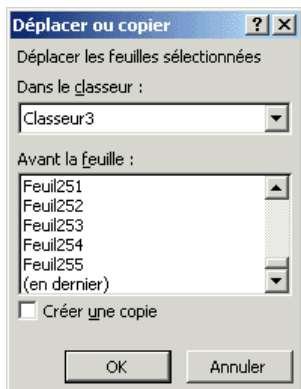 Déplacer ou copier
Déplacer les feuilles sélectionnées
Dans le classeur :
Classeur3
Avant la feuille :
Feuil251
Feuil252
Feuil253
Feuil254
Feuil255
(en dernier)
Créer une copie
OK Annuler